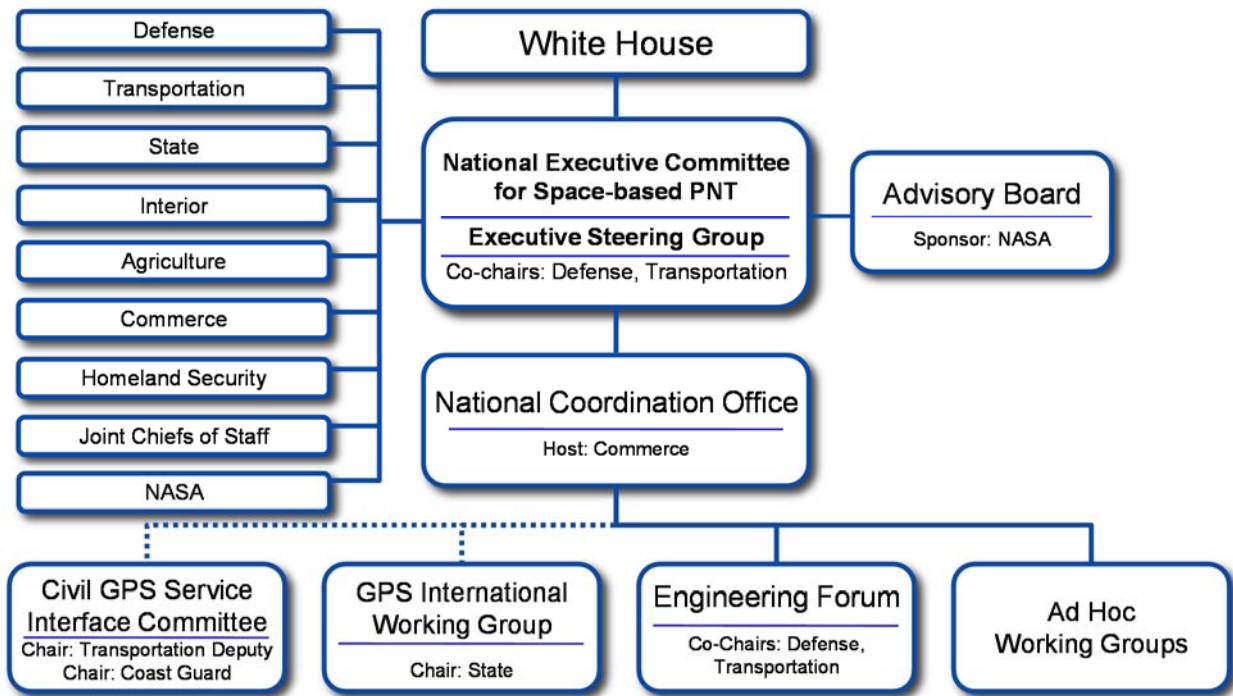 Defense
Transportation
State
Interior
Agriculture
Commerce
Homeland Security
Joint Chiefs of Staff
NASA
White House
National Executive Committee
for Space-based PNT
Executive Steering Group
Co-chairs: Defense, Transportation
Advisory Board
Sponsor: NASA
National Coordination Office
Host: Commerce
Civil GPS Service
Interface Committee
Chair: Transportation Deputy
Chair: Coast Guard
GPS International
Working Group
Chair: State
Engineering Forum
Co-Chairs: Defense,
Transportation
Ad Hoc
Working Groups